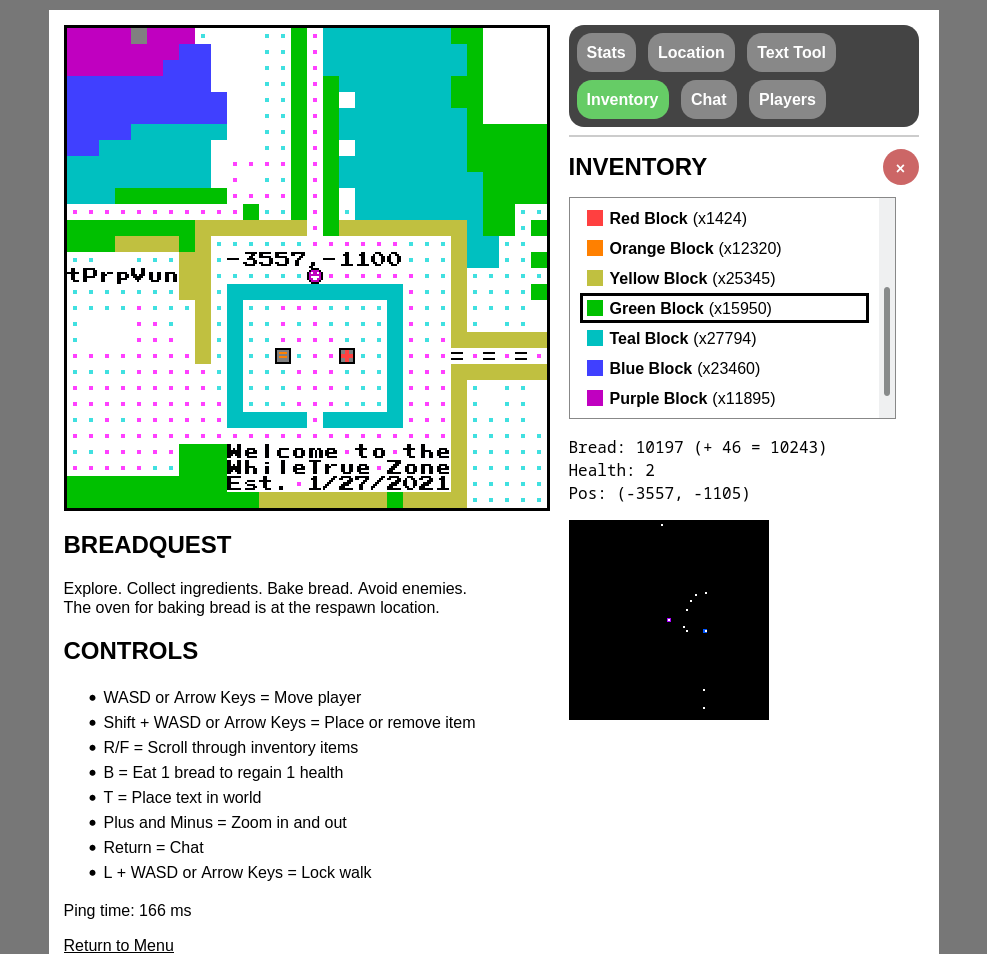 Stats Location Text Tool
Inventory Chat Players
INVENTORY ×
Red Block (x1424)
Orange Block (x12320)
Yellow Block (x25345)
Green Block (x15950)
Teal Block (x27794)
Blue Block (x23460)
Purple Block (x11895)
Bread: 10197 (+ 46 = 10243)
Health: 2
Pos: (-3557, -1105)
-3557,-1100
tPrpVun
= = =
Welcome to the
WhileTrue Zone
Est. 1/27/2021
BREADQUEST
Explore. Collect ingredients. Bake bread. Avoid enemies.
The oven for baking bread is at the respawn location.
CONTROLS
• WASD or Arrow Keys = Move player
• Shift + WASD or Arrow Keys = Place or remove item
• R/F = Scroll through inventory items
• B = Eat 1 bread to regain 1 health
• T = Place text in world
• Plus and Minus = Zoom in and out
• Return = Chat
• L + WASD or Arrow Keys = Lock walk
Ping time: 166 ms
Return to Menu